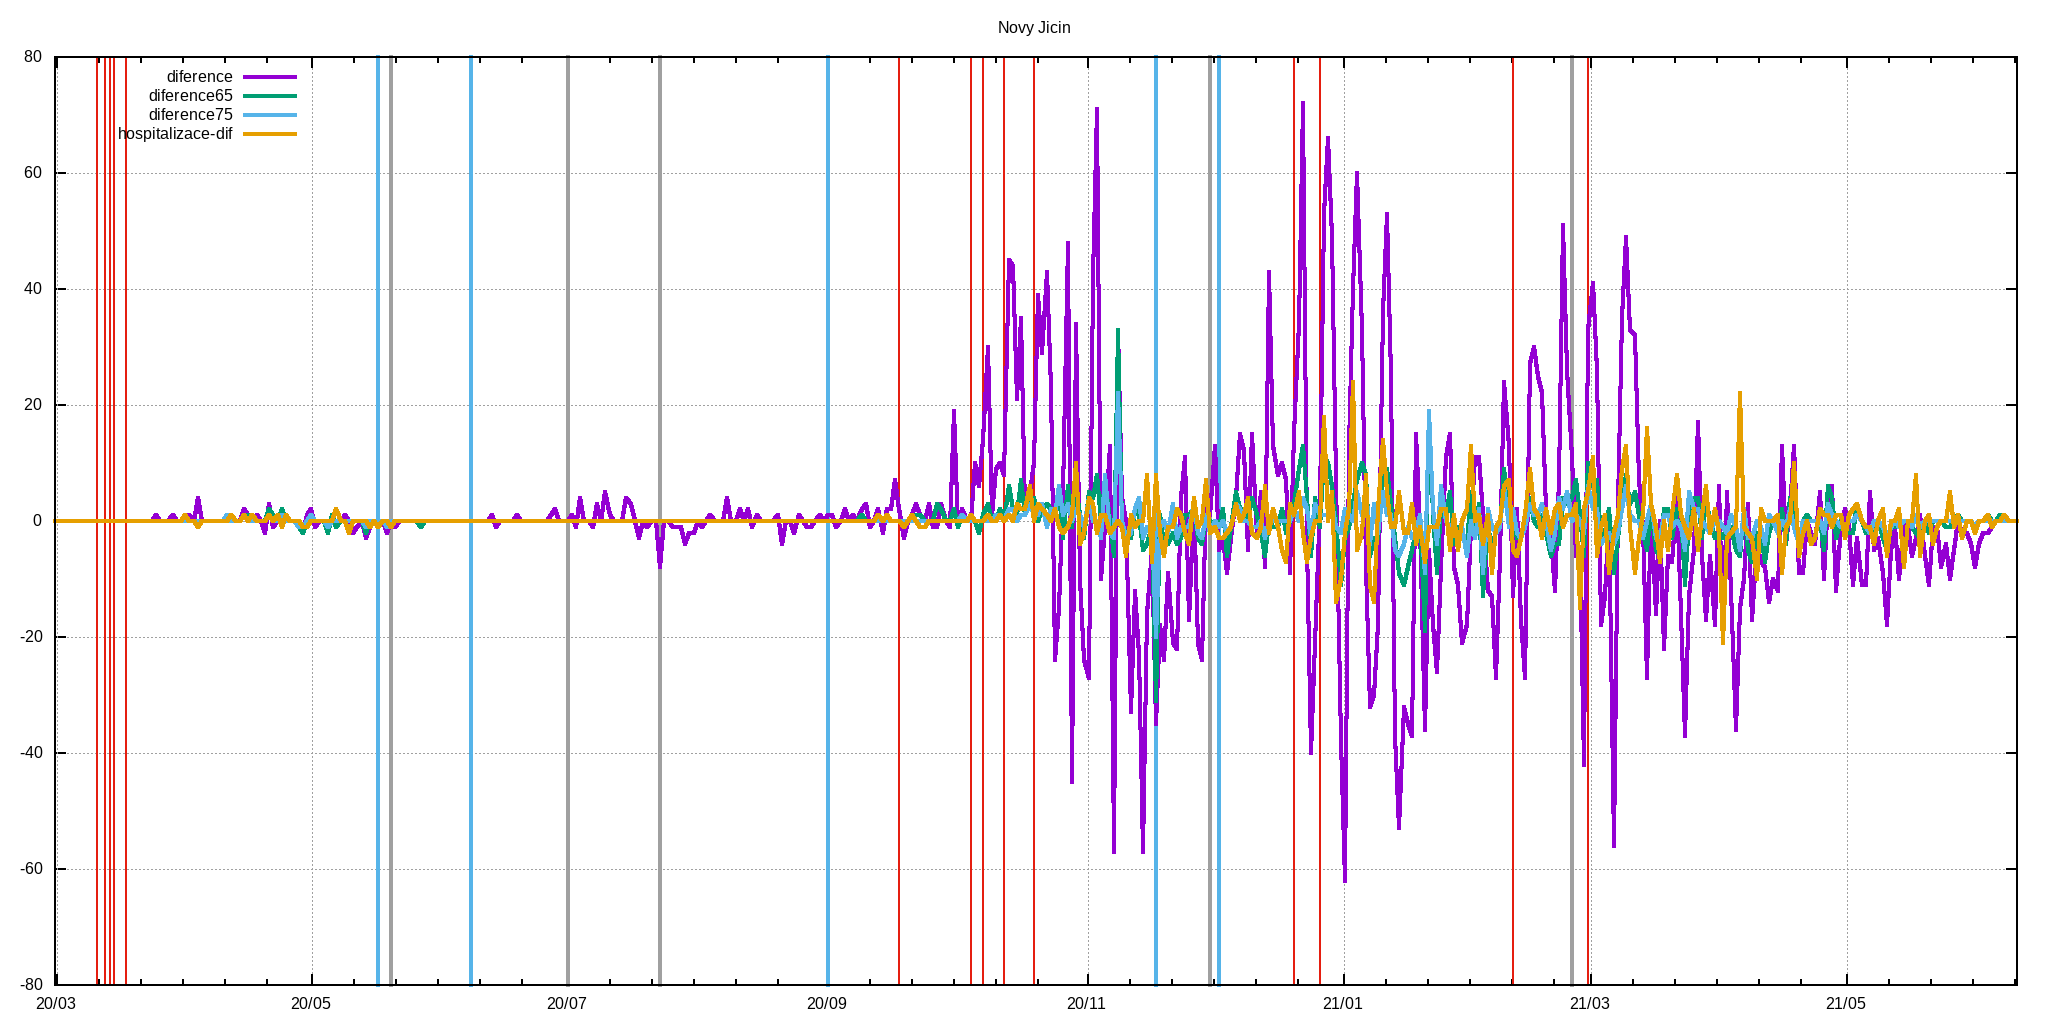 Novy Jicin
80
diference
diference65
diference75
hospitalizace-dif
60
40
20
0
-20
-40
-60
-80
20/03 20/05 20/07 20/09 20/11 21/01 21/03 21/05